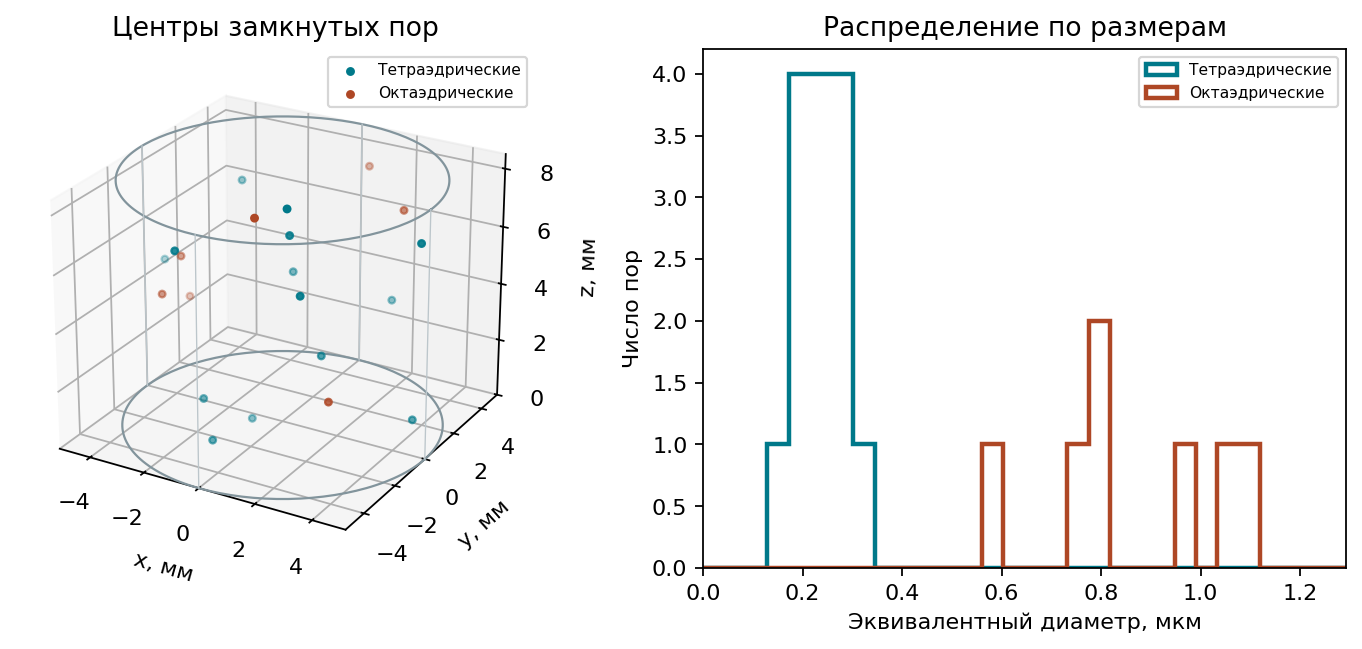 Центры замкнутых пор
Тетраэдрические
Октаэдрические
8
6
4
2
0
z, мм
−4
−2
0
2
4
x, мм
−4
−2
0
2
4
y, мм
Распределение по размерам
Тетраэдрические
Октаэдрические
4.0
3.5
3.0
2.5
2.0
1.5
1.0
0.5
0.0
Число пор
0.0 0.2 0.4 0.6 0.8 1.0 1.2
Эквивалентный диаметр, мкм